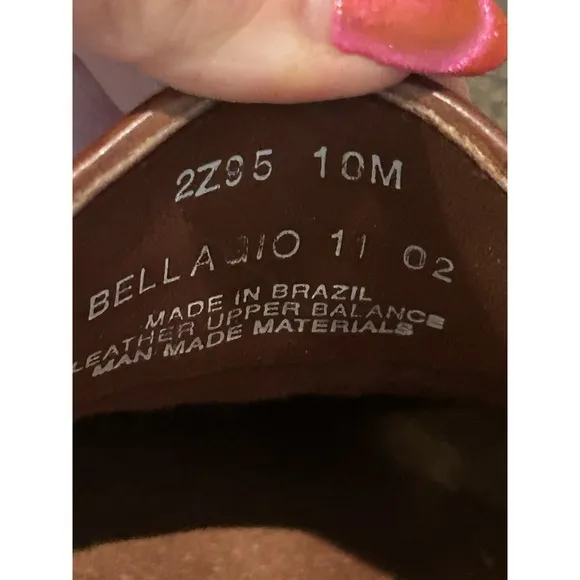 2Z95 10M
BELLAGIO 11 02
MADE IN BRAZIL
LEATHER UPPER BALANCE
MAN MADE MATERIALS